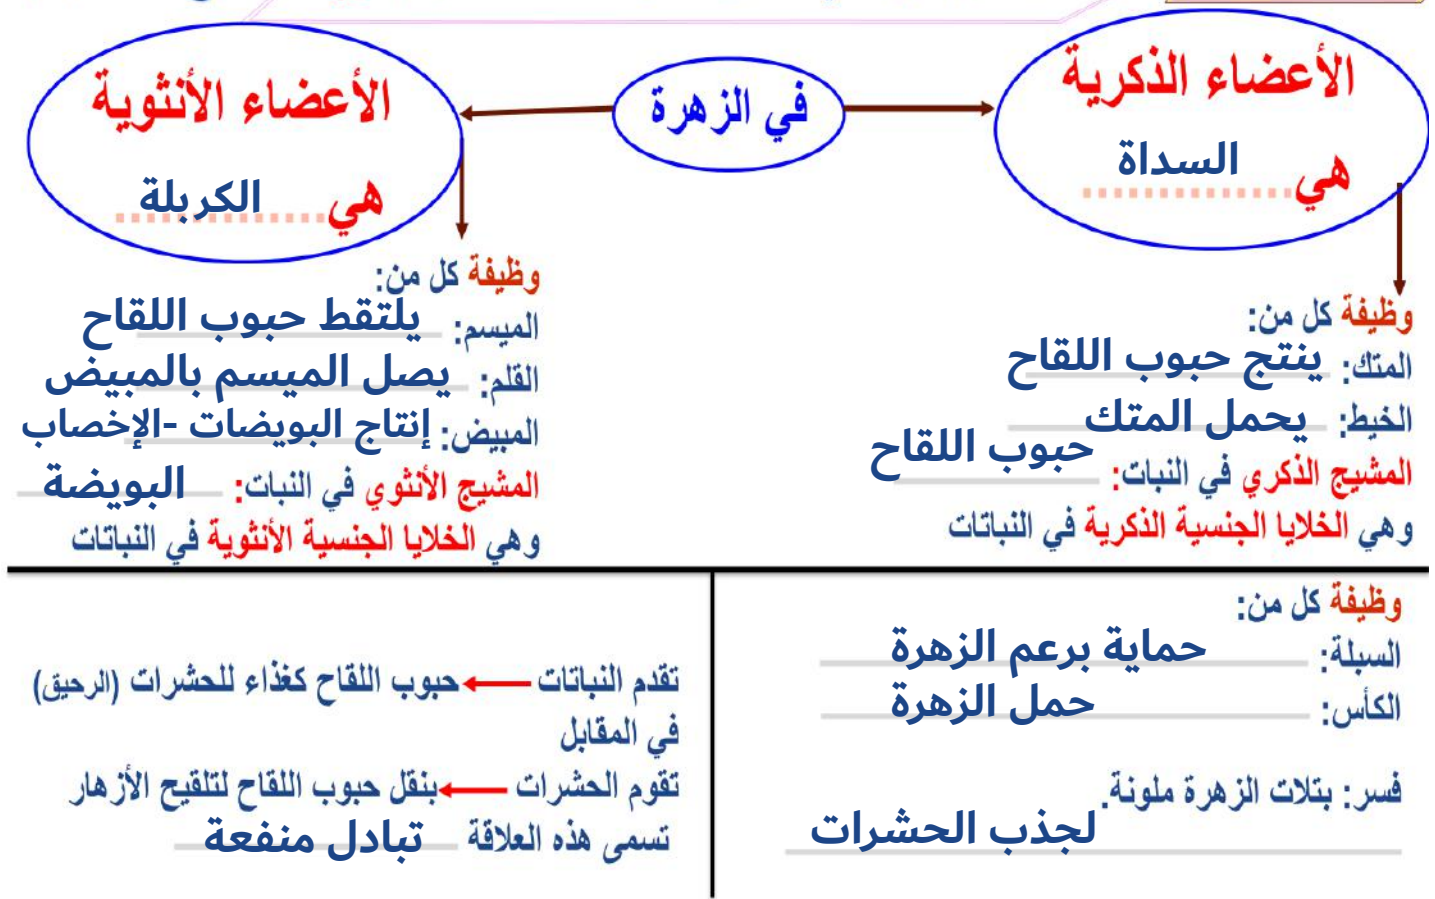 في الزهرة
الأعضاء الذكرية
هي السداة
وظيفة كل من:
المتك: ينتج حبوب اللقاح
الخيط: يحمل المتك
المشيج الذكري في النبات: حبوب اللقاح
وهي الخلايا الجنسية الذكرية في النباتات
الأعضاء الأنثوية
هي الكربلة
وظيفة كل من:
الميسم: يلتقط حبوب اللقاح
القلم: يصل الميسم بالمبيض
المبيض: إنتاج البويضات -الإخصاب
المشيج الأنثوي في النبات: البويضة
وهي الخلايا الجنسية الأنثوية في النباتات
وظيفة كل من:
السبلة: حماية برعم الزهرة
الكأس: حمل الزهرة
فسر: بتلات الزهرة ملونة.
لجذب الحشرات
تقدم النباتات حبوب اللقاح كغذاء للحشرات (الرحيق)
في المقابل
تقوم الحشرات بنقل حبوب اللقاح لتلقيح الأزهار
تسمى هذه العلاقة تبادل منفعة